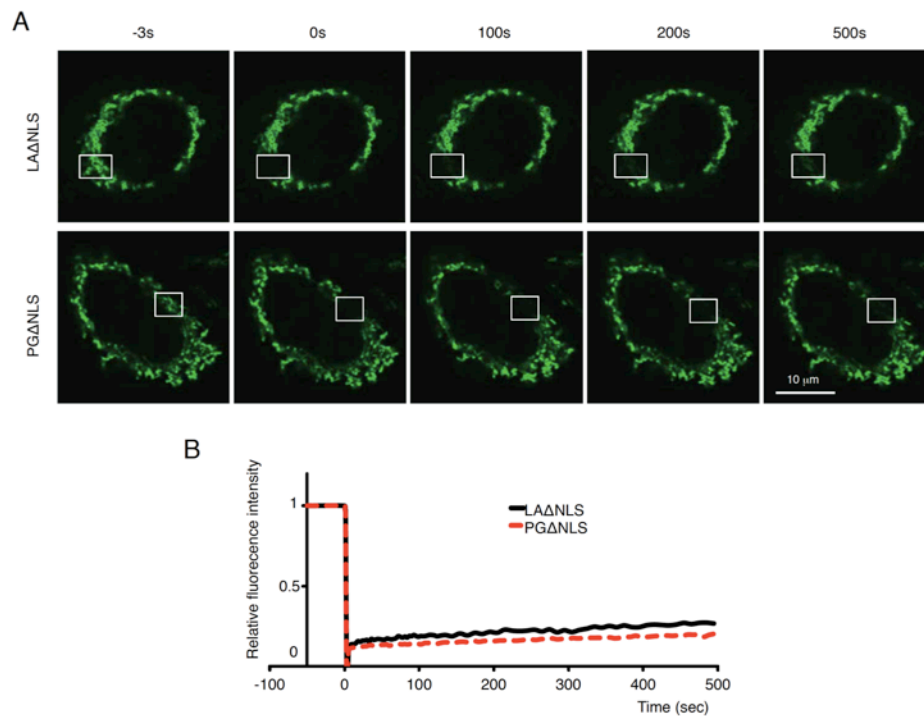 A
-3s 0s 100s 200s 500s
LAΔNLS
PGΔNLS
10 μm
B
Relative fluorecence intensity
1
0.5
0
LAΔNLS
PGΔNLS
-100 0 100 200 300 400 500
Time (sec)